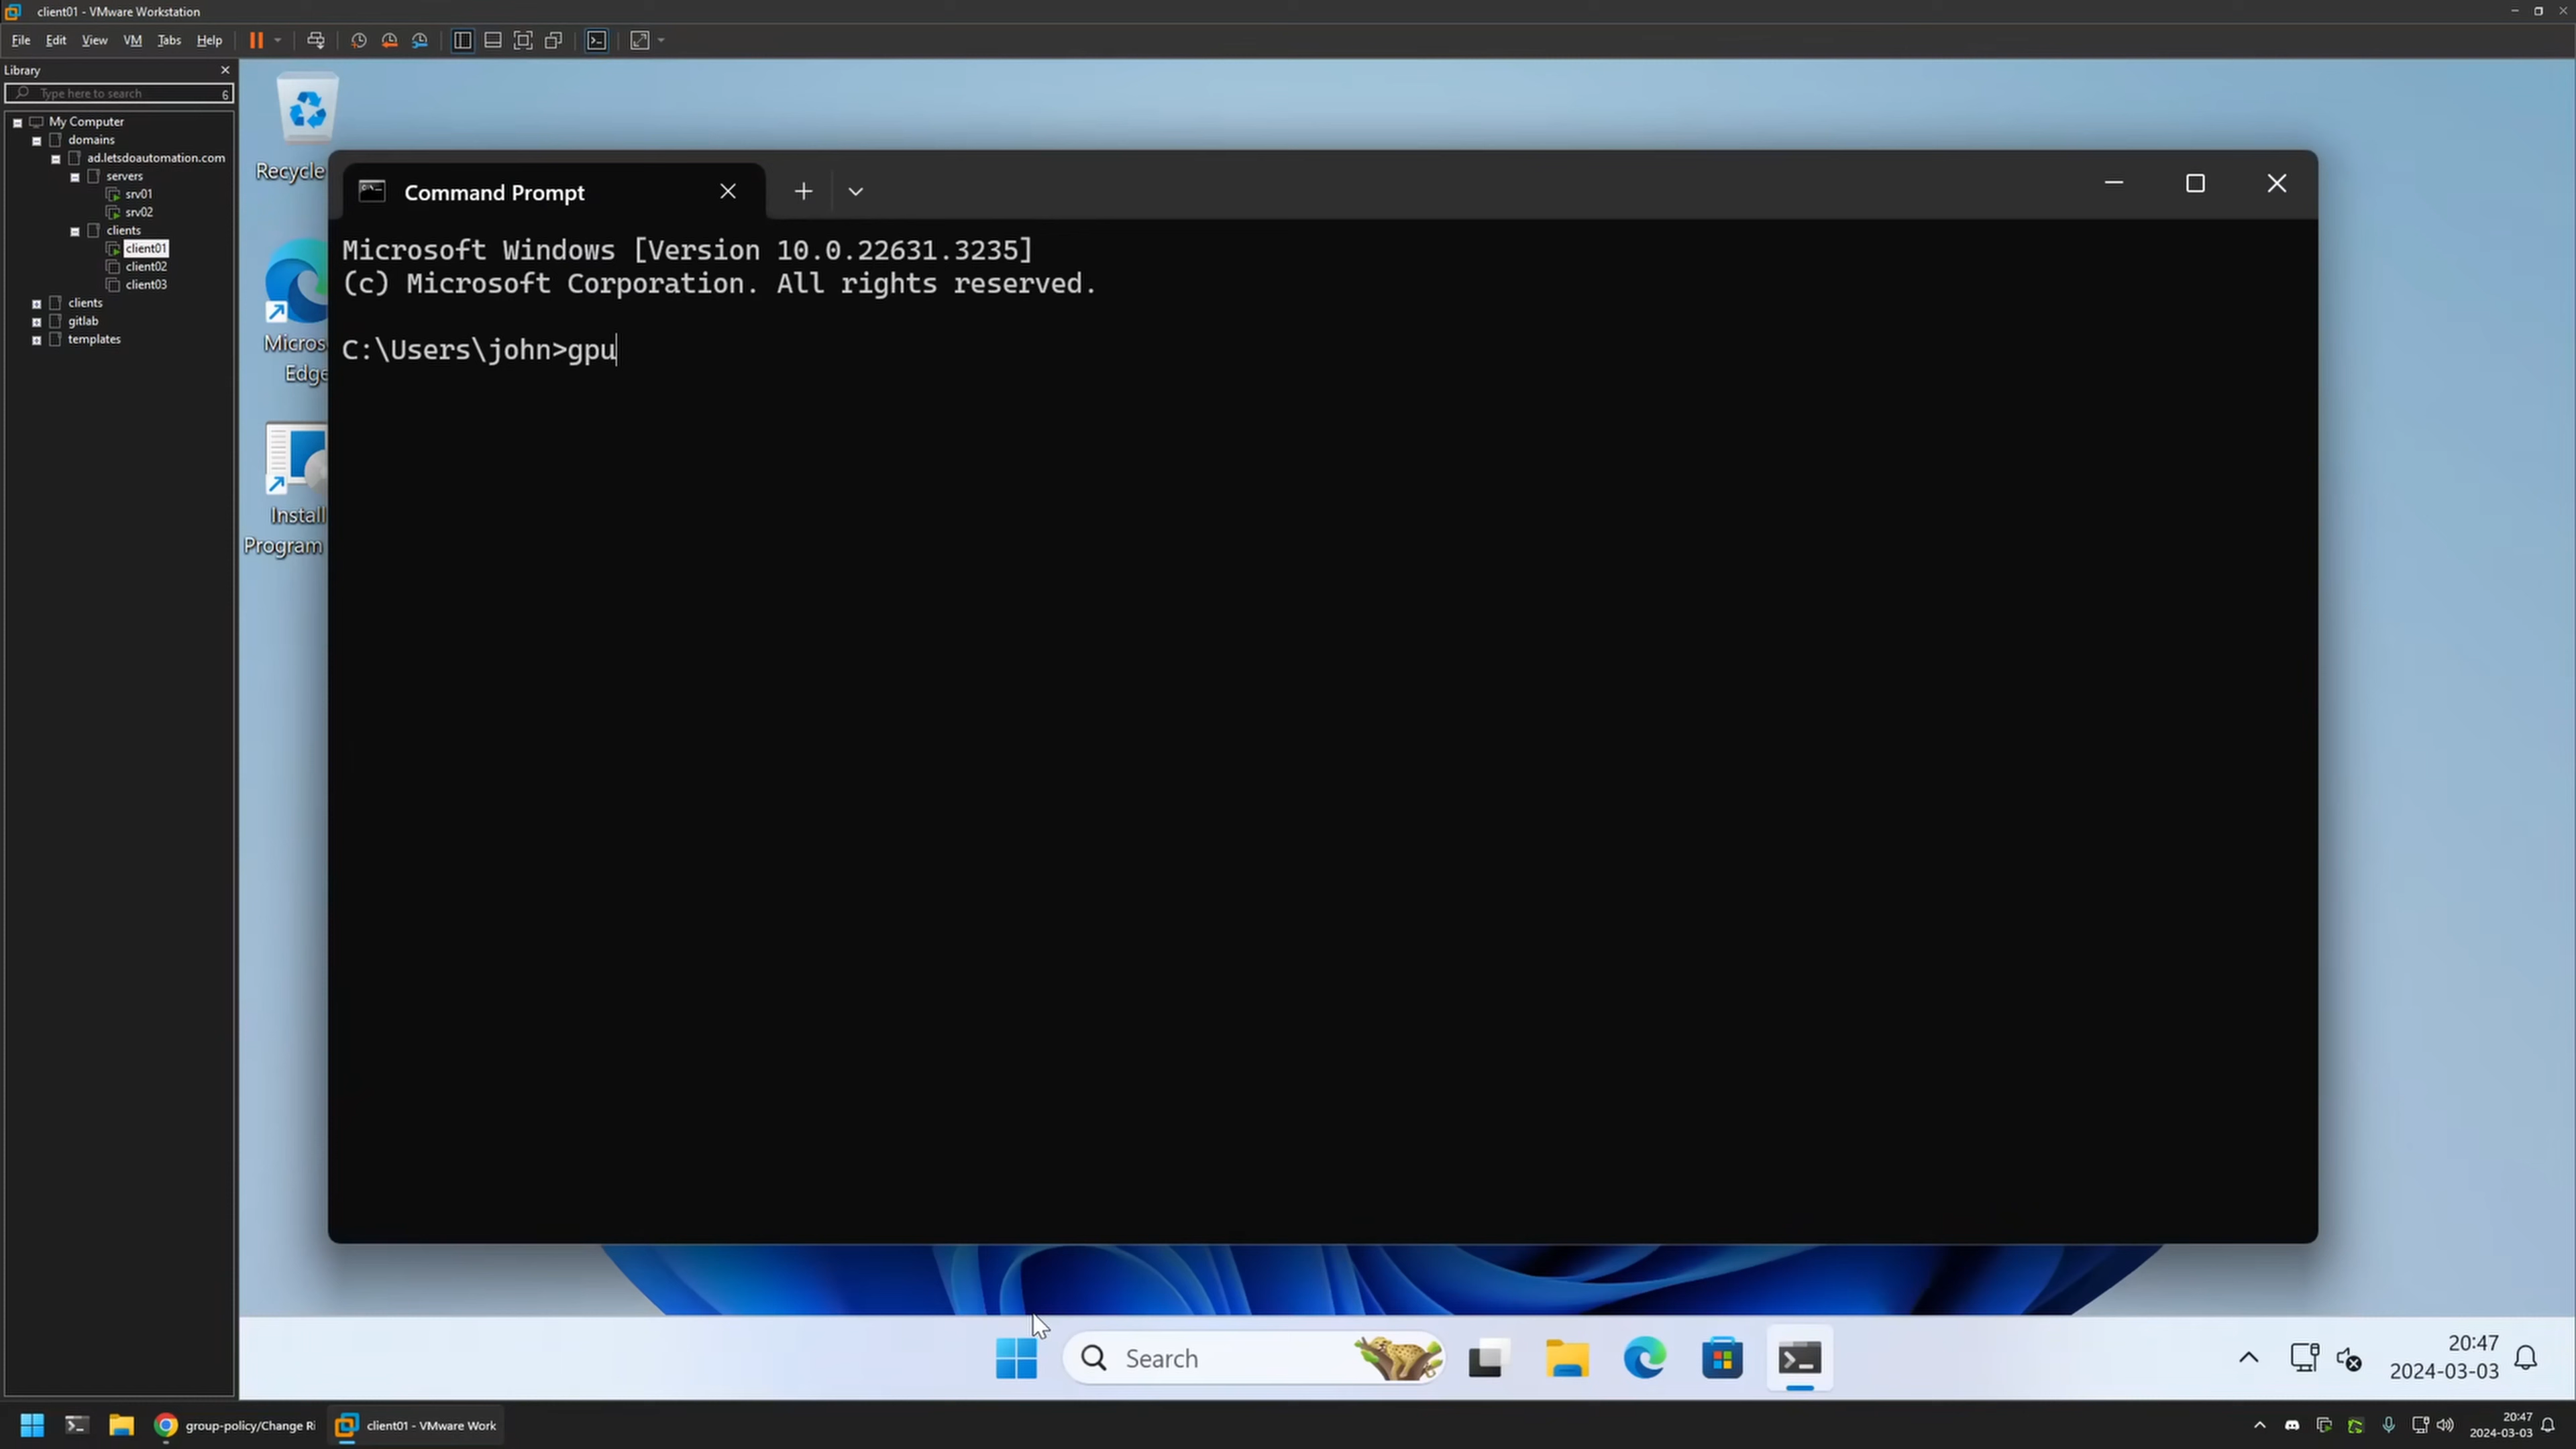 client01 - VMware Workstation
File Edit View VM Tabs Help
Library
Type here to search 6
My Computer
domains
ad.letsdoautomation.com
servers
srv01
srv02
clients
client01
client02
client03
clients
gitlab
templates
Recycle
Micros
Edge
Install
Program
Command Prompt
Microsoft Windows [Version 10.0.22631.3235]
(c) Microsoft Corporation. All rights reserved.
C:\Users\john>gpu
Search
20:47
2024-03-03
group-policy/Change Ri
client01 - VMware Work
20:47
2024-03-03